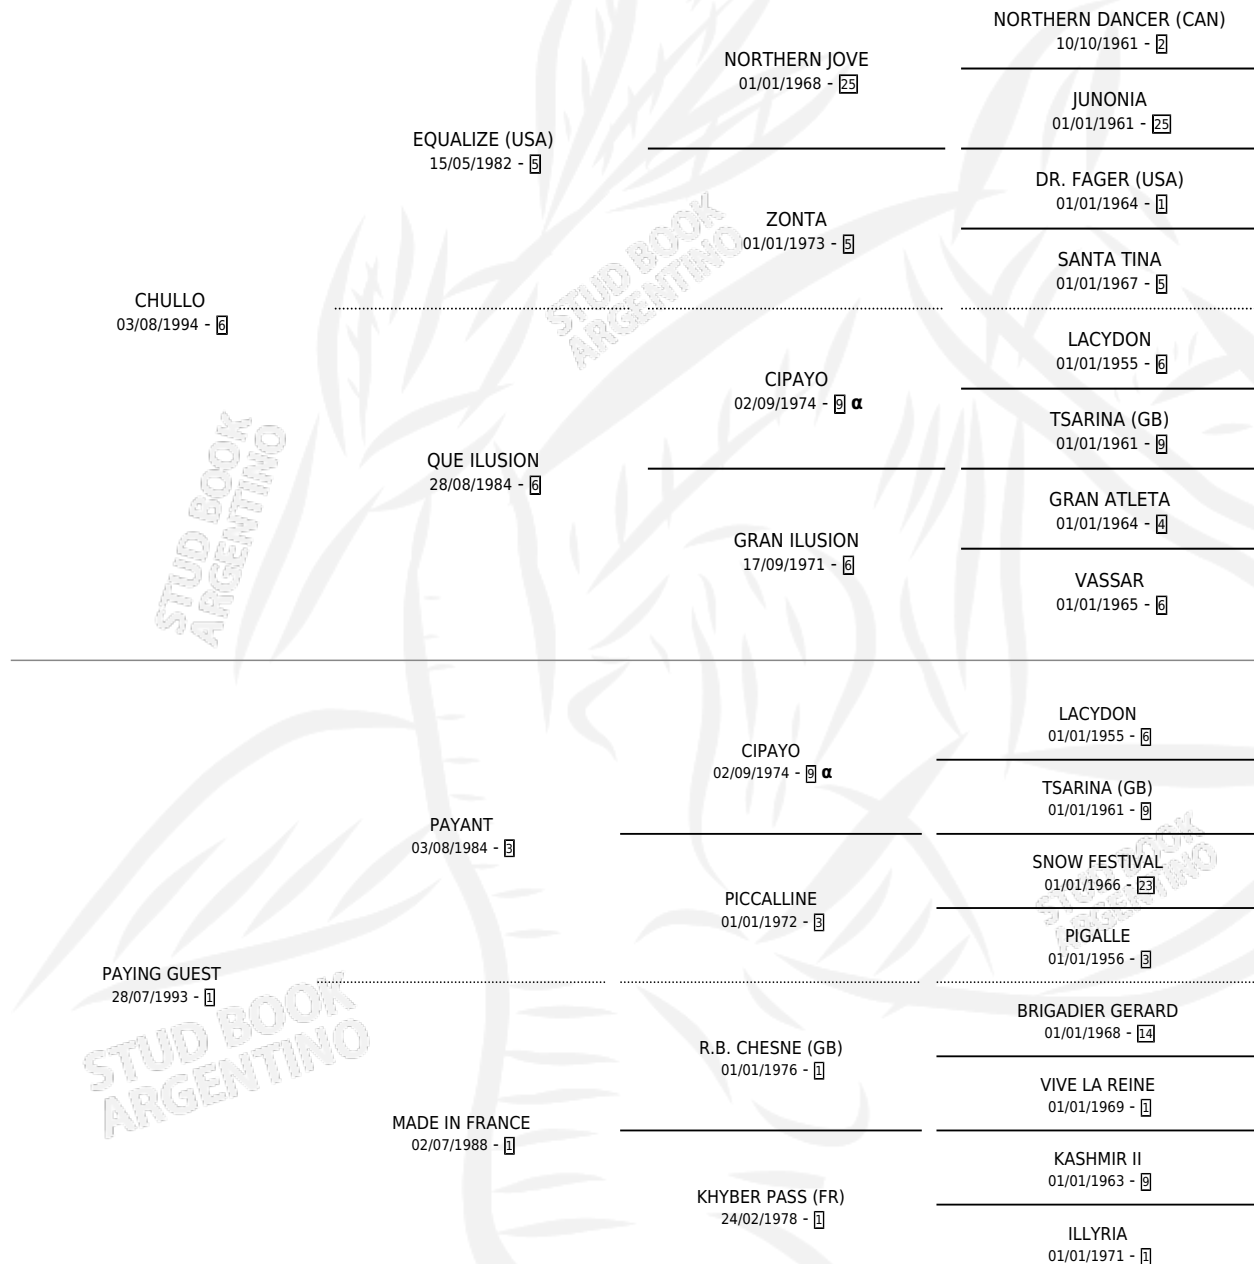 NORTHERN DANCER (CAN)
10/10/1961 - 2
NORTHERN JOVE
01/01/1968 - 25
JUNONIA
01/01/1961 - 25
EQUALIZE (USA)
15/05/1982 - 5
DR. FAGER (USA)
01/01/1964 - 1
ZONTA
01/01/1973 - 5
SANTA TINA
01/01/1967 - 5
STUD BOOK
ARGENTINO
CHULLO
03/08/1994 - 6
LACYDON
01/01/1955 - 6
CIPAYO
02/09/1974 - 9 α
TSARINA (GB)
01/01/1961 - 9
QUE ILUSION
28/08/1984 - 6
GRAN ATLETA
01/01/1964 - 4
GRAN ILUSION
17/09/1971 - 6
VASSAR
01/01/1965 - 6
STUD BOOK
ARGENTINO
LACYDON
01/01/1955 - 6
CIPAYO
02/09/1974 - 9 α
TSARINA (GB)
01/01/1961 - 9
PAYANT
03/08/1984 - 3
SNOW FESTIVAL
01/01/1966 - 23
PICCALLINE
01/01/1972 - 3
PIGALLE
01/01/1956 - 3
STUD BOOK
ARGENTINO
PAYING GUEST
28/07/1993 - 1
BRIGADIER GERARD
01/01/1968 - 14
R.B. CHESNE (GB)
01/01/1976 - 1
VIVE LA REINE
01/01/1969 - 1
STUD BOOK
ARGENTINO
MADE IN FRANCE
02/07/1988 - 1
KASHMIR II
01/01/1963 - 9
KHYBER PASS (FR)
24/02/1978 - 1
ILLYRIA
01/01/1971 - 1